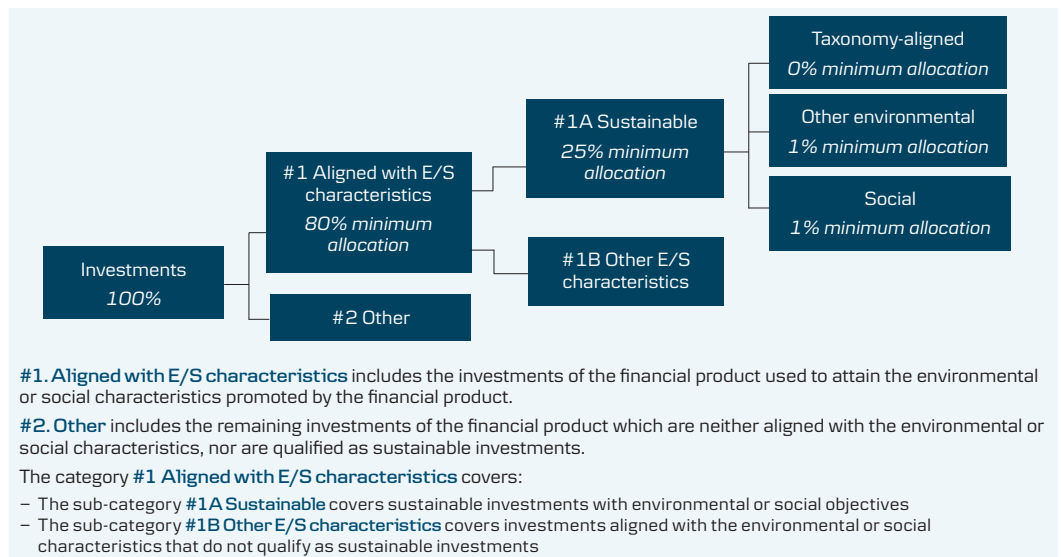 Investments
100%
#1 Aligned with E/S
characteristics
80% minimum
allocation
#2 Other
#1A Sustainable
25% minimum
allocation
#1B Other E/S
characteristics
Taxonomy-aligned
0% minimum allocation
Other environmental
1% minimum allocation
Social
1% minimum allocation
#1. Aligned with E/S characteristics includes the investments of the financial product used to attain the environmental
or social characteristics promoted by the financial product.
#2. Other includes the remaining investments of the financial product which are neither aligned with the environmental or
social characteristics, nor are qualified as sustainable investments.
The category #1 Aligned with E/S characteristics covers:
– The sub-category #1A Sustainable covers sustainable investments with environmental or social objectives
– The sub-category #1B Other E/S characteristics covers investments aligned with the environmental or social
characteristics that do not qualify as sustainable investments